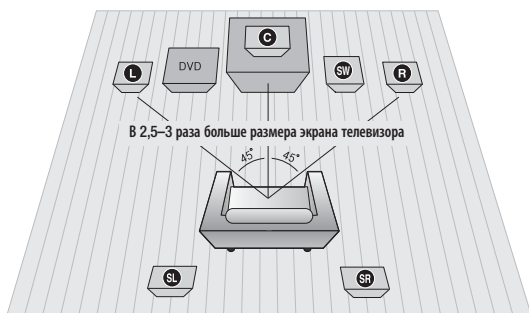 C
L
DVD
SW
R
В 2,5–3 раза больше размера экрана телевизора
45˚
45˚
SL
SR